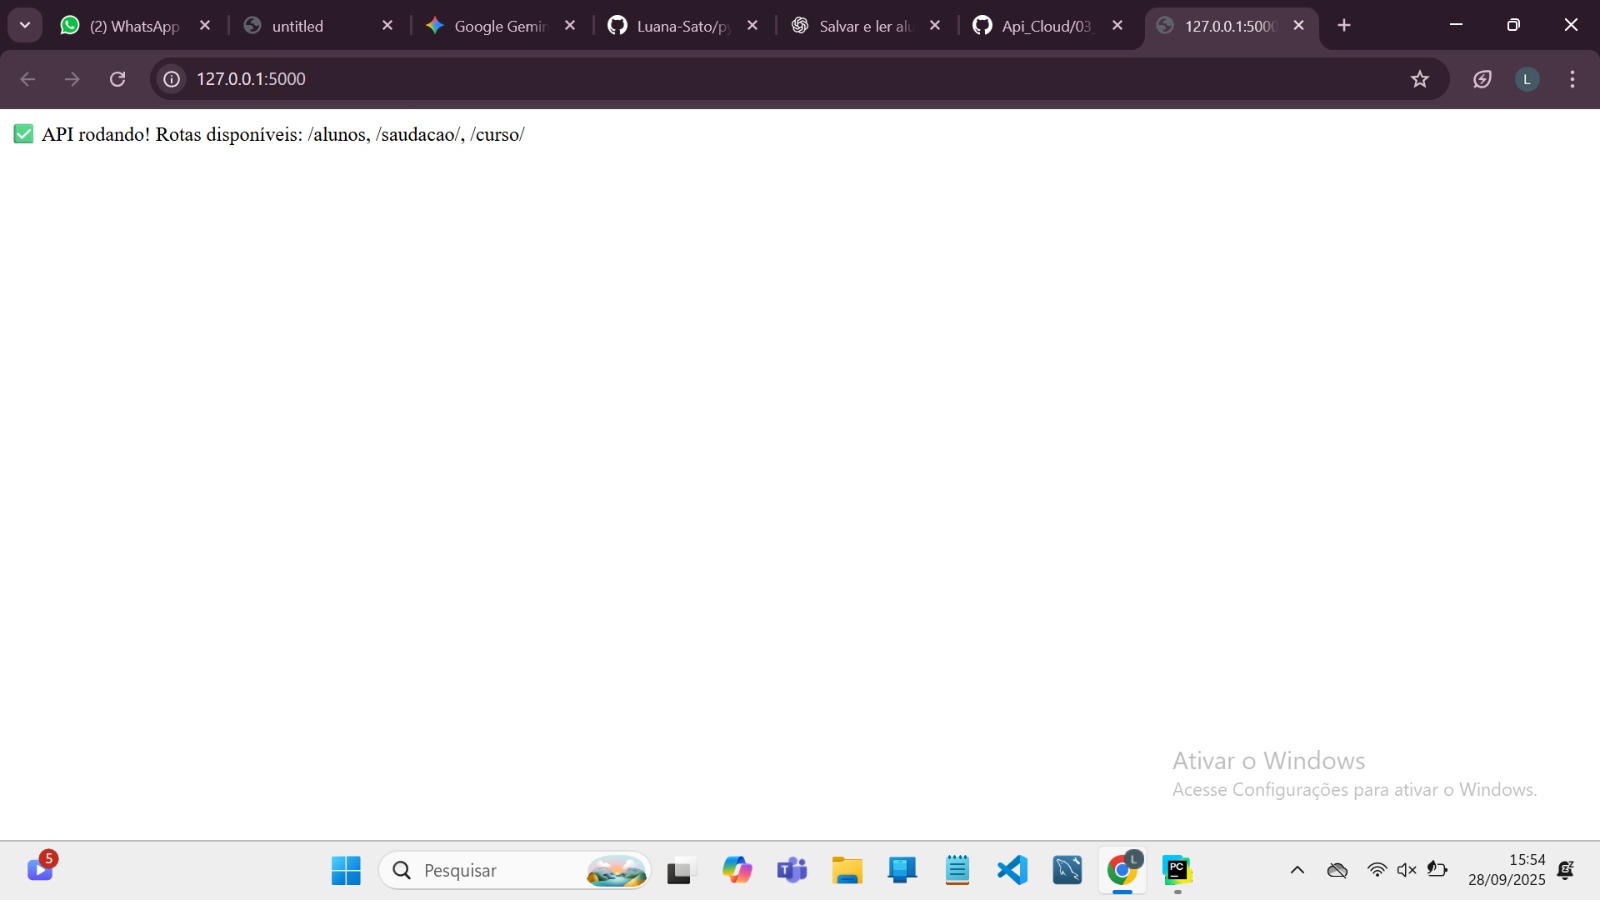 (2) WhatsApp
untitled
Google Gemin
Luana-Sato/py
Salvar e ler alu
Api_Cloud/03_
127.0.0.1:5000
127.0.0.1:5000
L
✅ API rodando! Rotas disponíveis: /alunos, /saudacao/, /curso/
Ativar o Windows
Acesse Configurações para ativar o Windows.
5
Pesquisar
L
PC
15:54
28/09/2025